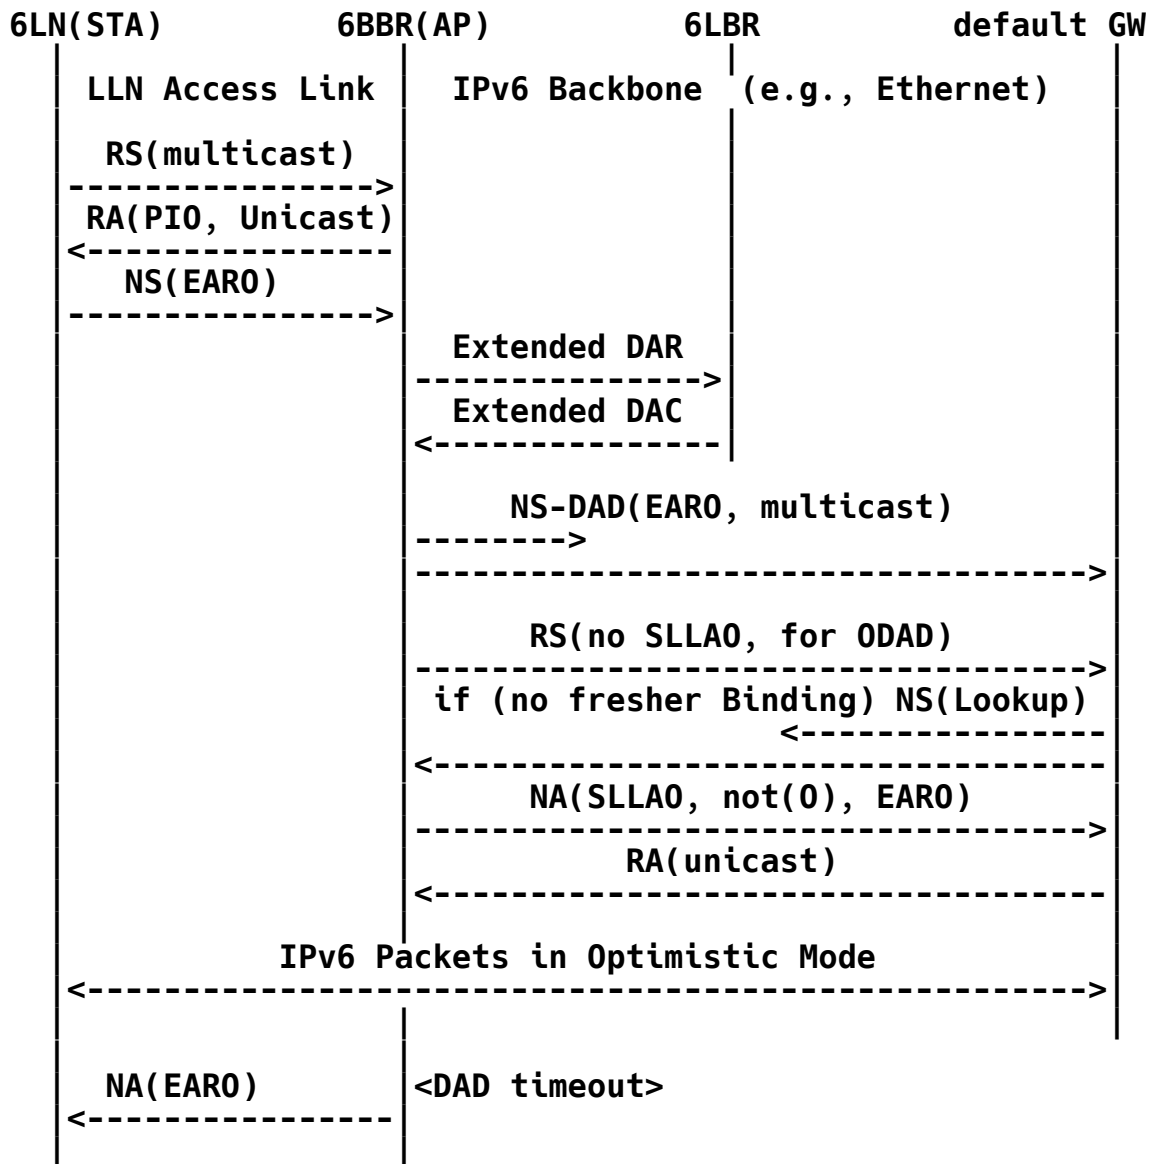 6LN(STA) 6BBR(AP) 6LBR default GW
LLN Access Link IPv6 Backbone (e.g., Ethernet)
RS(multicast)
RA(PIO, Unicast)
NS(EARO)
Extended DAR
Extended DAC
NS-DAD(EARO, multicast)
RS(no SLLAO, for ODAD)
if (no fresher Binding) NS(Lookup)
NA(SLLAO, not(O), EARO)
RA(unicast)
IPv6 Packets in Optimistic Mode
NA(EARO) <DAD timeout>